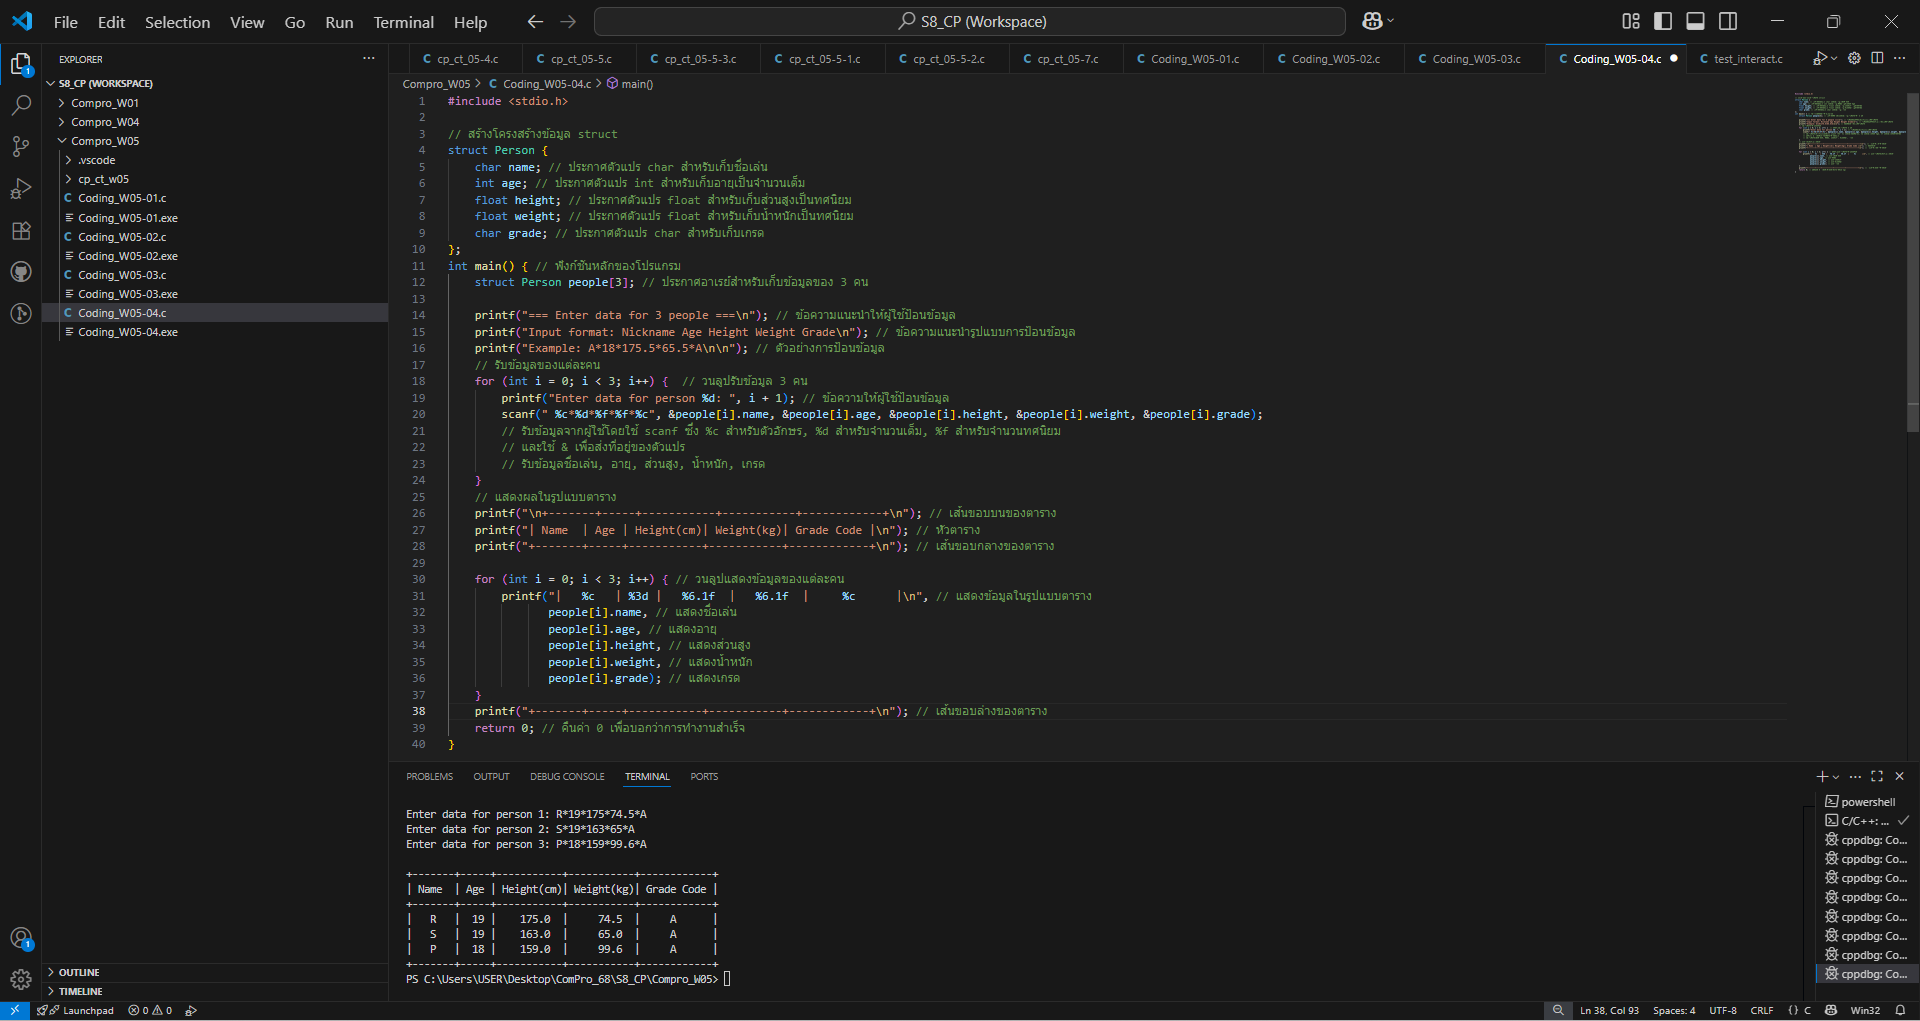 File Edit Selection View Go Run Terminal Help
S8_CP (Workspace)
EXPLORER
S8_CP (WORKSPACE)
Compro_W01
Compro_W04
Compro_W05
.vscode
cp_ct_w05
C Coding_W05-01.c
Coding_W05-01.exe
C Coding_W05-02.c
Coding_W05-02.exe
C Coding_W05-03.c
Coding_W05-03.exe
C Coding_W05-04.c
Coding_W05-04.exe
OUTLINE
TIMELINE
C cp_ct_05-4.c C cp_ct_05-5.c C cp_ct_05-5-3.c C cp_ct_05-5-1.c C cp_ct_05-5-2.c C cp_ct_05-7.c C Coding_W05-01.c C Coding_W05-02.c C Coding_W05-03.c C Coding_W05-04.c C test_interact.c
Compro_W05 > C Coding_W05-04.c > main()
1 #include <stdio.h>
2
3 // สร้างโครงสร้างข้อมูล struct
4 struct Person {
5 char name; // ประกาศตัวแปร char สำหรับเก็บชื่อเล่น
6 int age; // ประกาศตัวแปร int สำหรับเก็บอายุเป็นจำนวนเต็ม
7 float height; // ประกาศตัวแปร float สำหรับเก็บส่วนสูงเป็นทศนิยม
8 float weight; // ประกาศตัวแปร float สำหรับเก็บน้ำหนักเป็นทศนิยม
9 char grade; // ประกาศตัวแปร char สำหรับเก็บเกรด
10 };
11 int main() { // ฟังก์ชันหลักของโปรแกรม
12 struct Person people[3]; // ประกาศอาเรย์สำหรับเก็บข้อมูลของ 3 คน
13
14 printf("=== Enter data for 3 people ===\n"); // ข้อความแนะนำให้ผู้ใช้ป้อนข้อมูล
15 printf("Input format: Nickname Age Height Weight Grade\n"); // ข้อความแนะนำรูปแบบการป้อนข้อมูล
16 printf("Example: A*18*175.5*65.5*A\n\n"); // ตัวอย่างการป้อนข้อมูล
17 // รับข้อมูลของแต่ละคน
18 for (int i = 0; i < 3; i++) { // วนลูปรับข้อมูล 3 คน
19 printf("Enter data for person %d: ", i + 1); // ข้อความให้ผู้ใช้ป้อนข้อมูล
20 scanf(" %c*%d*%f*%f*%c", &people[i].name, &people[i].age, &people[i].height, &people[i].weight, &people[i].grade);
21 // รับข้อมูลจากผู้ใช้โดยใช้ scanf ซึ่ง %c สำหรับตัวอักษร, %d สำหรับจำนวนเต็ม, %f สำหรับจำนวนทศนิยม
22 // และใช้ & เพื่อส่งที่อยู่ของตัวแปร
23 // รับข้อมูลชื่อเล่น, อายุ, ส่วนสูง, น้ำหนัก, เกรด
24 }
25 // แสดงผลในรูปแบบตาราง
26 printf("\n+-------+-----+-----------+-----------+------------+\n"); // เส้นขอบบนของตาราง
27 printf("| Name  | Age | Height(cm)| Weight(kg)| Grade Code |\n"); // หัวตาราง
28 printf("+-------+-----+-----------+-----------+------------+\n"); // เส้นขอบกลางของตาราง
29
30 for (int i = 0; i < 3; i++) { // วนลูปแสดงข้อมูลของแต่ละคน
31 printf("|   %c   | %3d |   %6.1f  |   %6.1f  |     %c      |\n", // แสดงข้อมูลในรูปแบบตาราง
32 people[i].name, // แสดงชื่อเล่น
33 people[i].age, // แสดงอายุ
34 people[i].height, // แสดงส่วนสูง
35 people[i].weight, // แสดงน้ำหนัก
36 people[i].grade); // แสดงเกรด
37 }
38 printf("+-------+-----+-----------+-----------+------------+\n"); // เส้นขอบล่างของตาราง
39 return 0; // คืนค่า 0 เพื่อบอกว่าการทำงานสำเร็จ
40 }
PROBLEMS OUTPUT DEBUG CONSOLE TERMINAL PORTS
Enter data for person 1: R*19*175*74.5*A
Enter data for person 2: S*19*163*65*A
Enter data for person 3: P*18*159*99.6*A
+-------+-----+-----------+-----------+------------+
| Name  | Age | Height(cm)| Weight(kg)| Grade Code |
+-------+-----+-----------+-----------+------------+
|   R   |  19 |    175.0  |     74.5  |     A      |
|   S   |  19 |    163.0  |     65.0  |     A      |
|   P   |  18 |    159.0  |     99.6  |     A      |
+-------+-----+-----------+-----------+------------+
PS C:\Users\USER\Desktop\ComPro_68\S8_CP\Compro_W05>
powershell
C/C++: ...
cppdbg: Co...
cppdbg: Co...
cppdbg: Co...
cppdbg: Co...
cppdbg: Co...
cppdbg: Co...
cppdbg: Co...
cppdbg: Co...
Launchpad 0 0 Ln 38, Col 93 Spaces: 4 UTF-8 CRLF {} C Win32